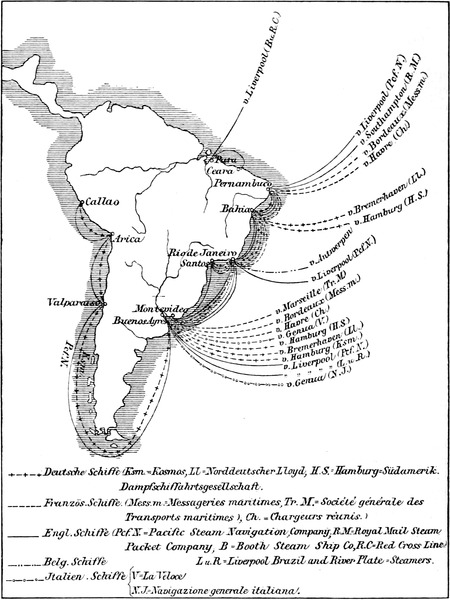 v. Liverpool (B.u.R.C.)
v. Liverpool (Pcf. N.)
v. Southampton (R.M.)
v. Bordeaux (Mess.m.)
v. Havre (Ch.)
Para
Ceara
Pernambuco
Bahia
v. Bremerhaven (Ll.)
v. Hamburg (H.S.)
Callao
Arica
Rio de Janeiro
Santos
v. Antwerpen
v. Liverpool (Pcf. N.)
Valparaiso
Montevideo
Buenos Ayres
v. Marseille (Tr. M.)
v. Bordeaux (Mess.m.)
v. Havre (Ch.)
v. Genua (V.)
v. Hamburg (H.S.)
v. Bremerhaven (Ll.)
v. Hamburg (Ksm.)
v. Liverpool (Pcf. N.)
" " (L.u.R.)
v. Genua (N.J.)
Pcf. N.
Ksm.
Deutsche Schiffe (Ksm = Kosmos, Ll = Norddeutscher Lloyd, H.S. = Hamburg = Südamerik.
Dampfschifffahrtsgesellschaft.
Französ. Schiffe. (Mess.m. = Messageries maritimes, Tr. M. = Société générale des
Transports maritimes), Ch. = Chargeurs réunis.)
Engl. Schiffe (Pcf. N. = Pacific Steam Navigation Company, R.M = Royal Mail Steam
Packet Company, B = Booth Steam Ship Co, R.C = Red Cross Line)
Belg. Schiffe L u. R = Liverpool Brazil and River Plate = Steamers.
Italien. Schiffe V = La Veloce
N.J. = Navigazione generale italiana.